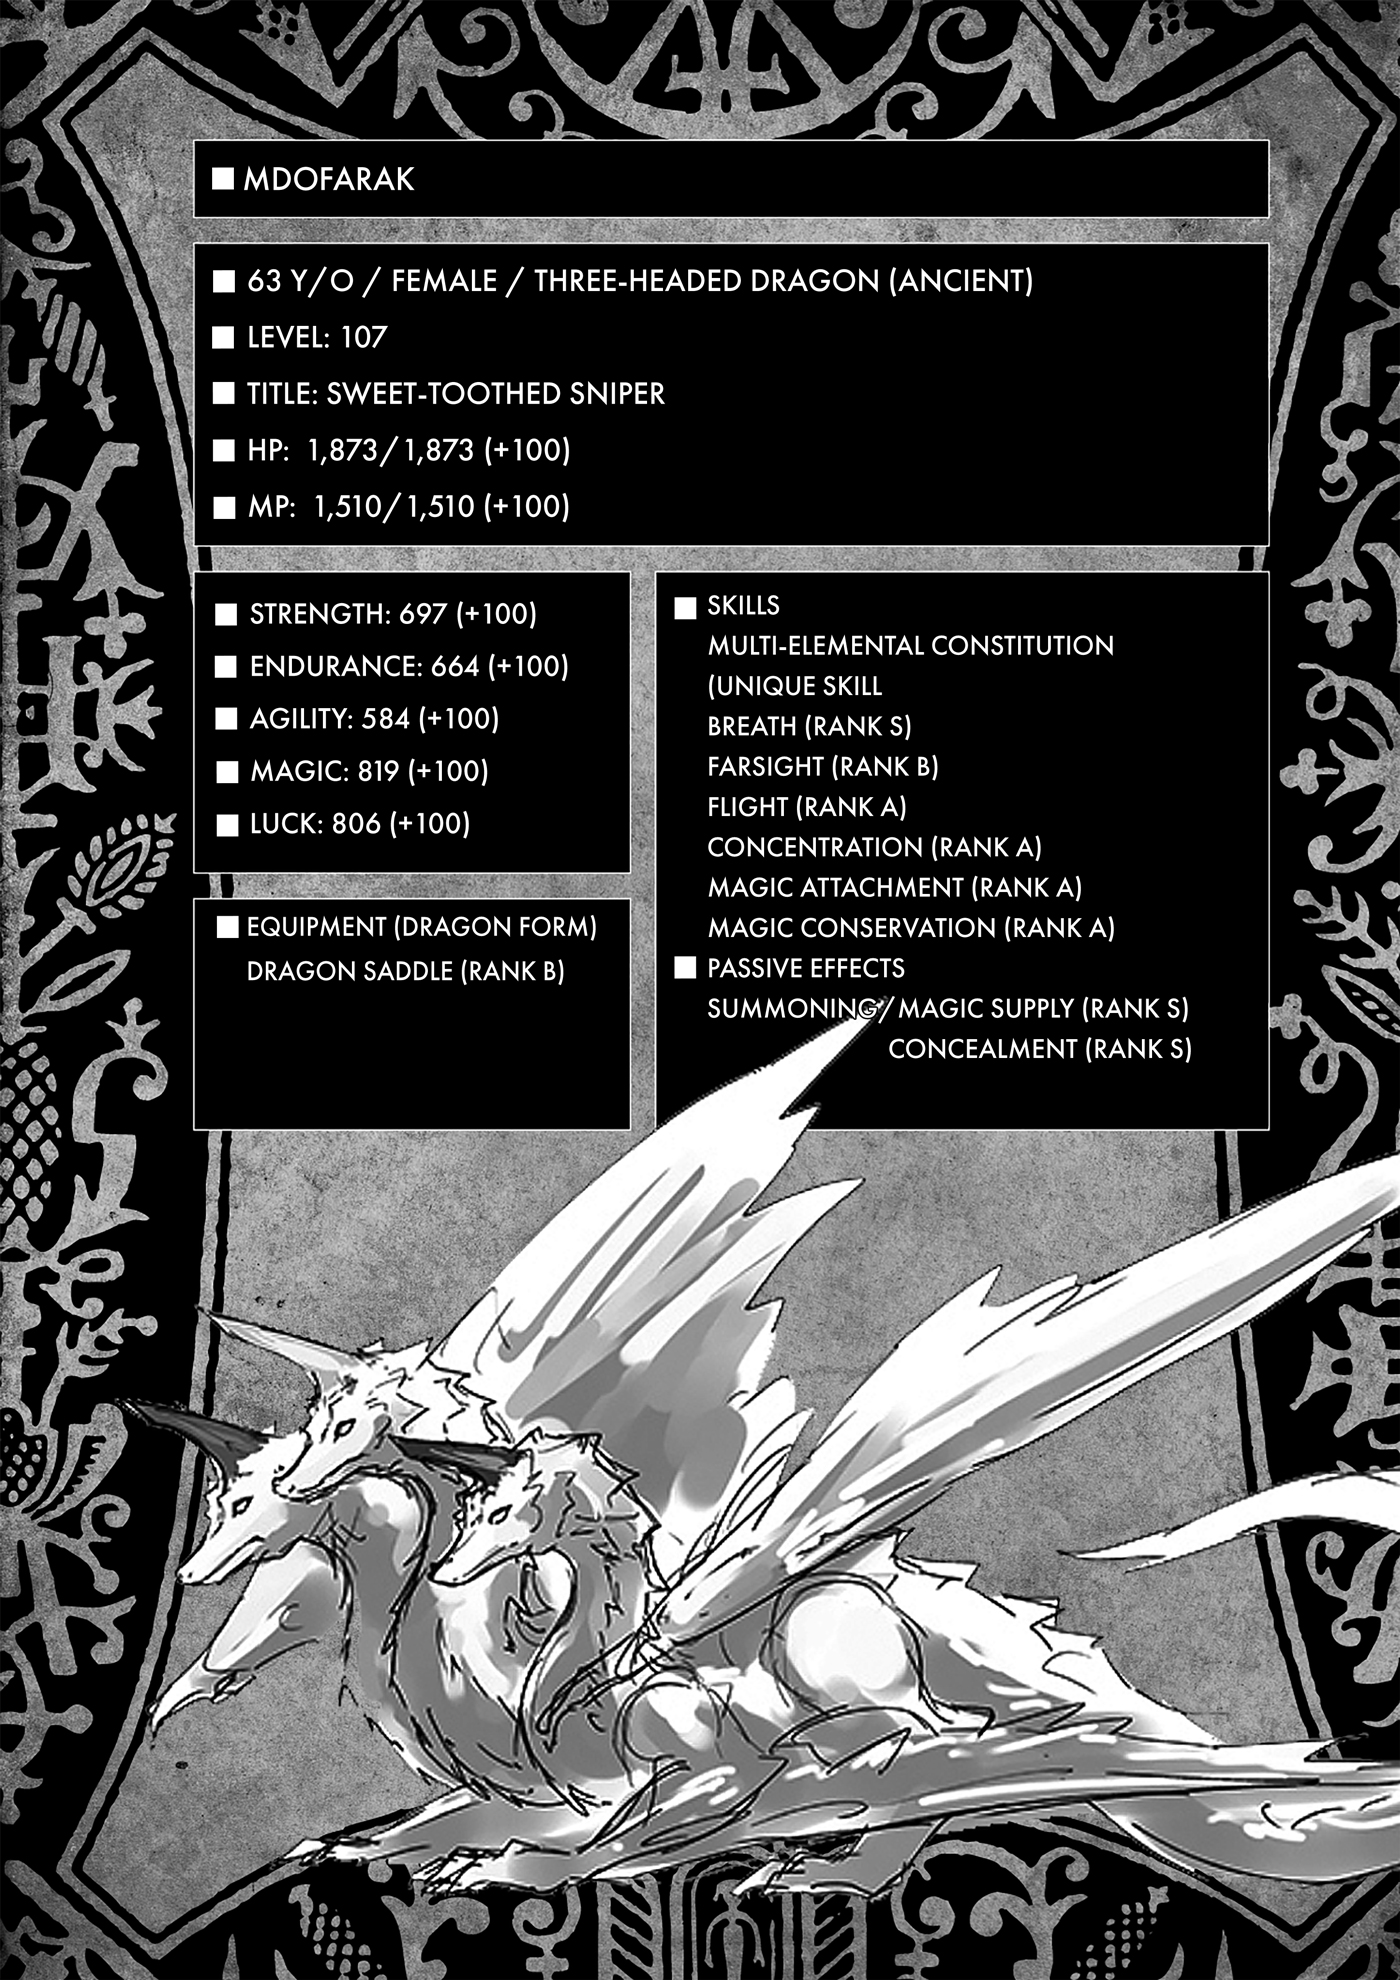 MDOFARAK
63 Y/O / FEMALE / THREE-HEADED DRAGON (ANCIENT)
LEVEL: 107
TITLE: SWEET-TOOTHED SNIPER
HP: 1,873/1,873 (+100)
MP: 1,510/1,510 (+100)
STRENGTH: 697 (+100)
ENDURANCE: 664 (+100)
AGILITY: 584 (+100)
MAGIC: 819 (+100)
LUCK: 806 (+100)
EQUIPMENT (DRAGON FORM)
DRAGON SADDLE (RANK B)
SKILLS
MULTI-ELEMENTAL CONSTITUTION
(UNIQUE SKILL
BREATH (RANK S)
FARSIGHT (RANK B)
FLIGHT (RANK A)
CONCENTRATION (RANK A)
MAGIC ATTACHMENT (RANK A)
MAGIC CONSERVATION (RANK A)
PASSIVE EFFECTS
SUMMONING/ MAGIC SUPPLY (RANK S)
CONCEALMENT (RANK S)